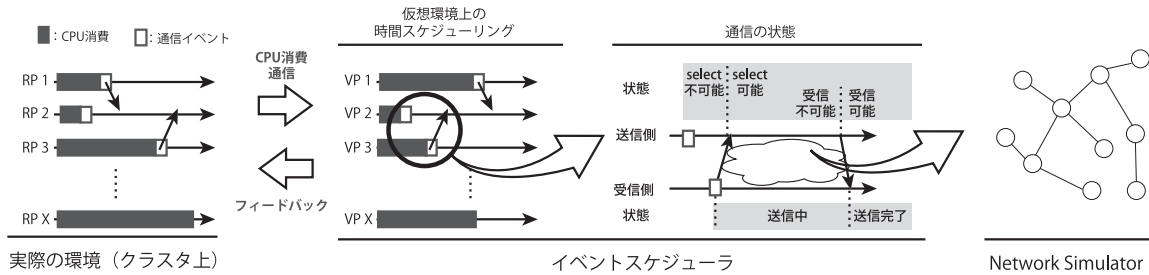 : CPU消費
: 通信イベント
RP 1
RP 2
RP 3
RP X
実際の環境（クラスタ上）
CPU消費
通信
フィードバック
仮想環境上の
時間スケジューリング
VP 1
VP 2
VP 3
VP X
通信の状態
状態
select
不可能
select
可能
受信
不可能
受信
可能
送信側
受信側
状態
送信中
送信完了
イベントスケジューラ
Network Simulator